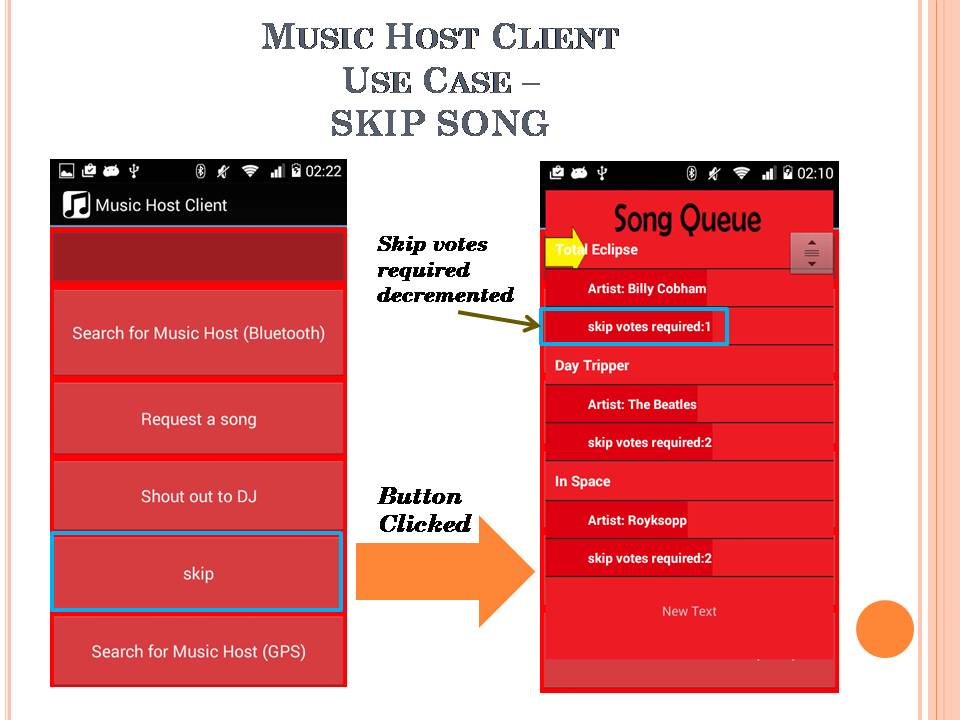 MUSIC HOST CLIENT
USE CASE –
SKIP SONG
02:22
Music Host Client
Search for Music Host (Bluetooth)
Request a song
Shout out to DJ
skip
Search for Music Host (GPS)
Skip votes
required
decremented
Button
Clicked
02:10
Song Queue
Total Eclipse
Artist: Billy Cobham
skip votes required:1
Day Tripper
Artist: The Beatles
skip votes required:2
In Space
Artist: Royksopp
skip votes required:2
New Text